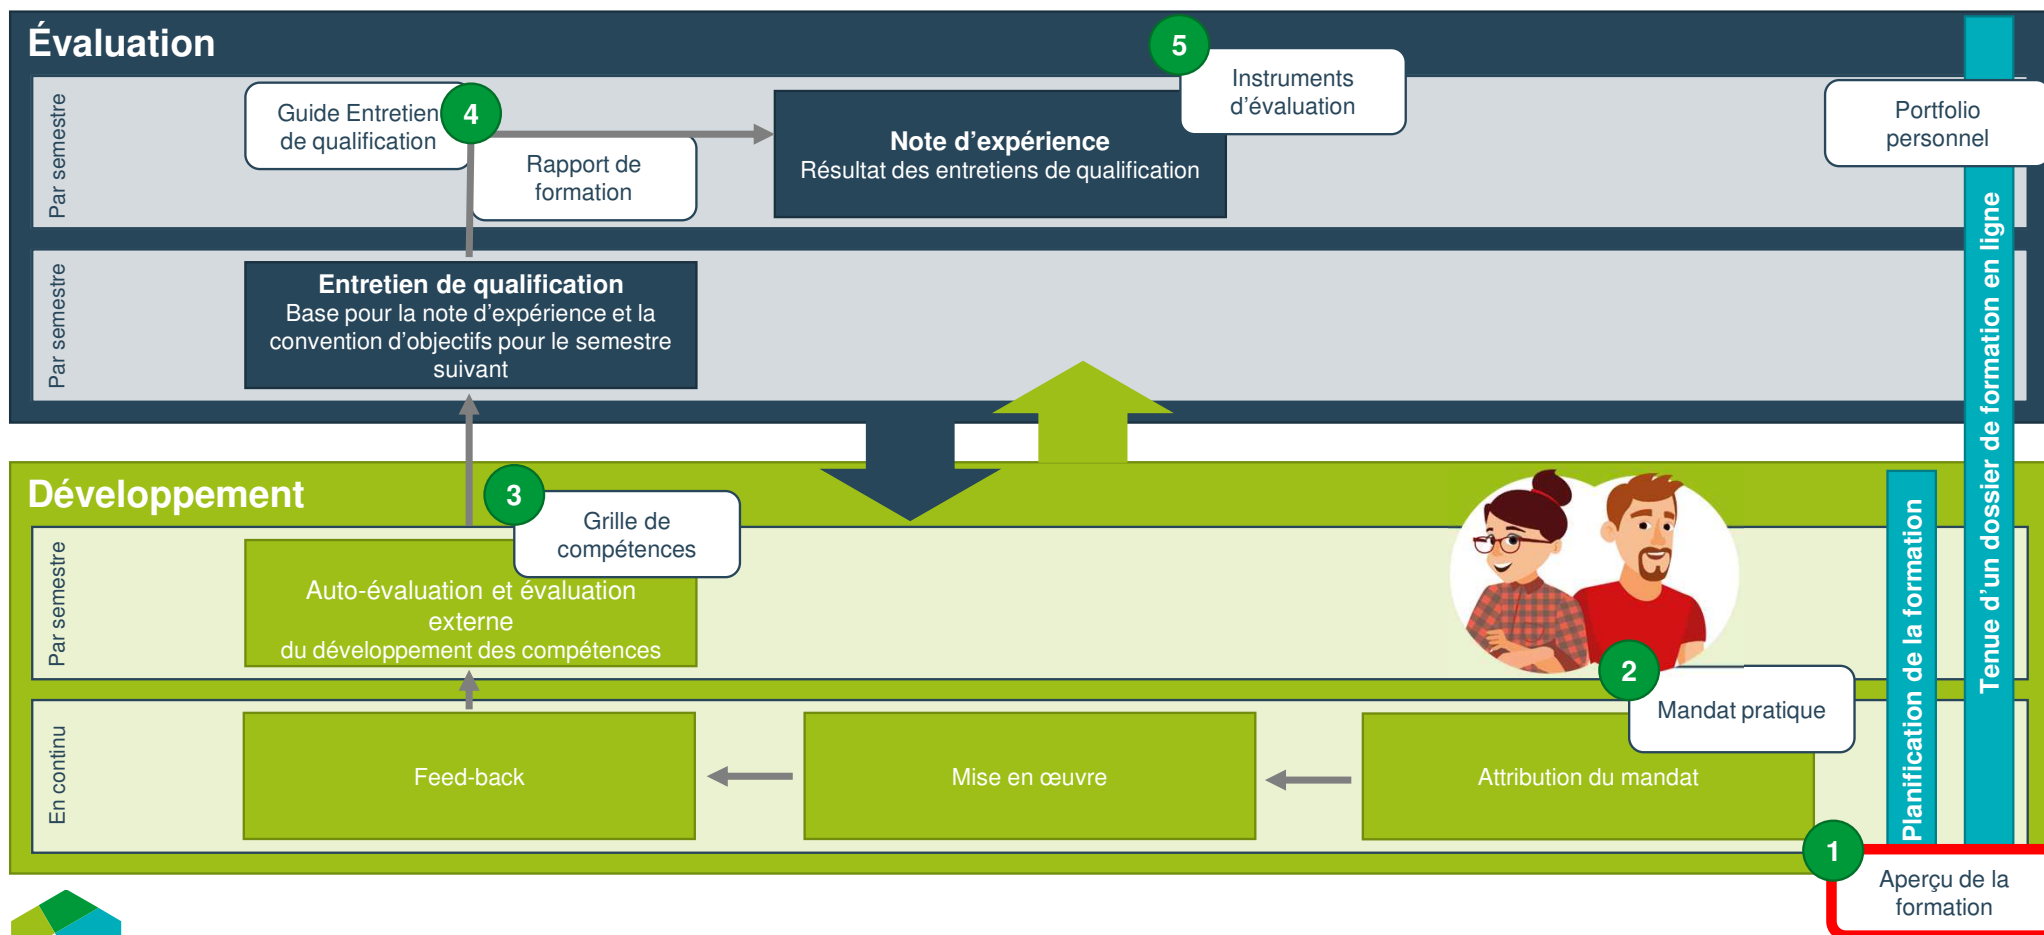 Évaluation
5
Instruments
d’évaluation
Par semestre
Guide Entretien
de qualification
4
Rapport de
formation
Note d’expérience
Résultat des entretiens de qualification
Portfolio
personnel
Par semestre
Entretien de qualification
Base pour la note d’expérience et la
convention d’objectifs pour le semestre
suivant
Développement
3
Grille de
compétences
Par semestre
Auto-évaluation et évaluation
externe
du développement des compétences
2
Mandat pratique
En continu
Feed-back
Mise en œuvre
Attribution du mandat
Planification de la formation
Tenue d’un dossier de formation en ligne
1
Aperçu de la
formation